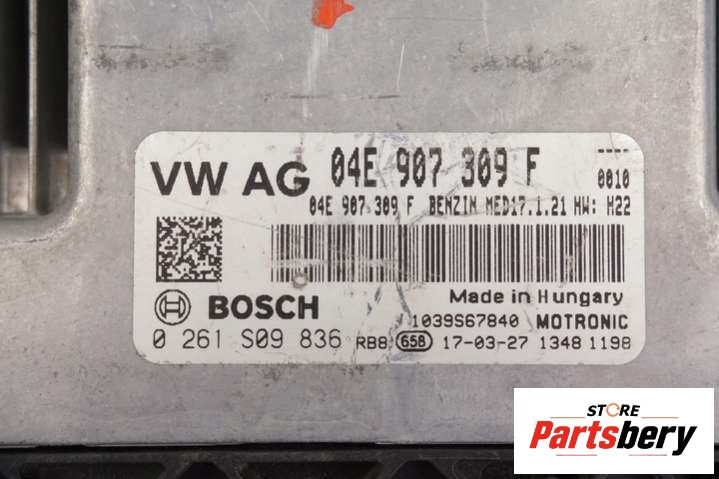 VW AG 04E 907 309 F ----
0010
04E 907 309 F BENZIN MED17.1.21 HW: H22
BOSCH Made in Hungary
1039S67840 MOTRONIC
0 261 S09 836 RB8 658 17-03-27 1348 1198
STORE
Partsbery